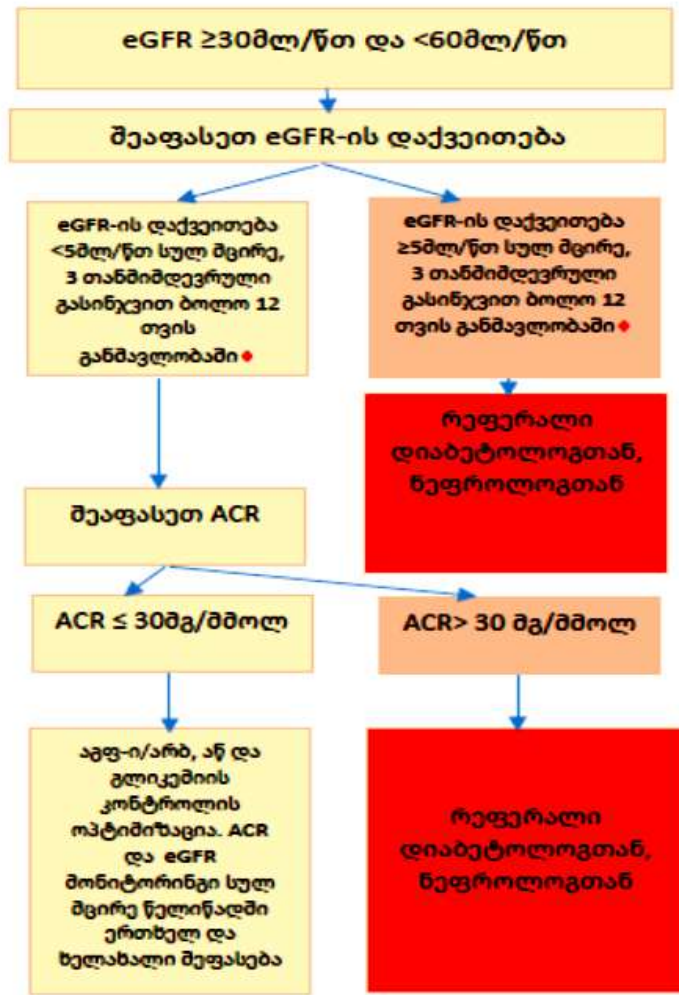 eGFR ≥30მლ/წთ და <60მლ/წთ
შეაფასეთ eGFR-ის დაქვეითება
eGFR-ის დაქვეითება
<5მლ/წთ სულ მცირე,
3 თანმიმდევრული
გასინჯვით ბოლო 12
თვის
განმავლობაში
eGFR-ის დაქვეითება
≥5მლ/წთ სულ მცირე,
3 თანმიმდევრული
გასინჯვით ბოლო 12
თვის განმავლობაში
რეფერალი
დიაბეტოლოგთან,
ნეფროლოგთან
შეაფასეთ ACR
ACR ≤ 30მგ/მმოლ
ACR> 30 მგ/მმოლ
აგფ-ი/არბ, აწ და
გლიკემიის
კონტროლის
ოპტიმიზაცია. ACR
და eGFR
მონიტორინგი სულ
მცირე წელიწადში
ერთხელ და
ხელახალი შეფასება
რეფერალი
დიაბეტოლოგთან,
ნეფროლოგთან